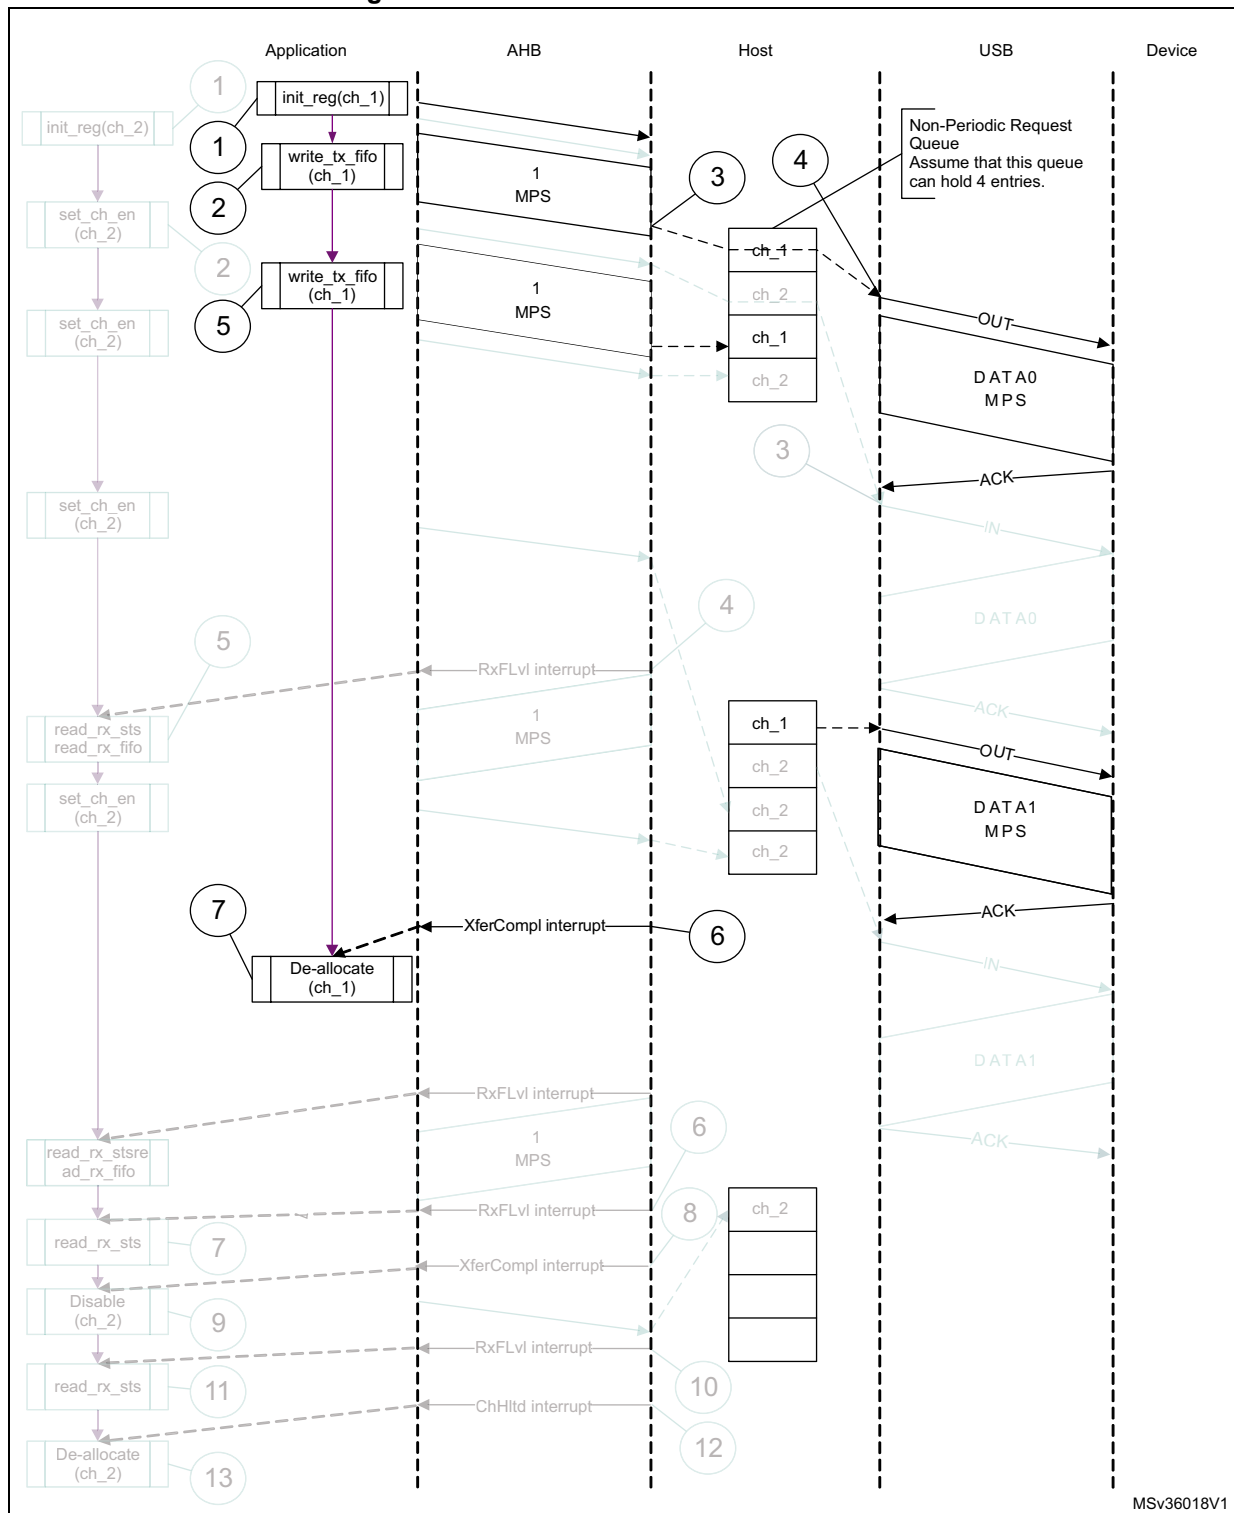 g
Application
AHB
Host
USB
Device
1
init_reg(ch_1)
init_reg(ch_2)
1
Non-Periodic Request
Queue
Assume that this queue
can hold 4 entries.
write_tx_fifo
(ch_1)
1
MPS
3
4
2
set_ch_en
(ch_2)
2
ch_1
write_tx_fifo
(ch_1)
1
MPS
ch_2
5
set_ch_en
(ch_2)
OUT
ch_1
ch_2
DATA0
MPS
3
ACK
set_ch_en
(ch_2)
IN
4
DATA0
5
RxFLvl interrupt
ACK
read_rx_sts
read_rx_fifo
1
MPS
ch_1
OUT
ch_2
set_ch_en
(ch_2)
ch_2
DATA1
MPS
ch_2
7
XferCompl interrupt
6
ACK
De-allocate
(ch_1)
IN
DATA1
RxFLvl interrupt
6
read_rx_stsre
ad_rx_fifo
1
MPS
ACK
RxFLvl interrupt
8
ch_2
read_rx_sts
7
XferCompl interrupt
Disable
(ch_2)
9
RxFLvl interrupt
read_rx_sts
11
10
ChHltd interrupt
12
De-allocate
(ch_2)
13
MSv36018V1